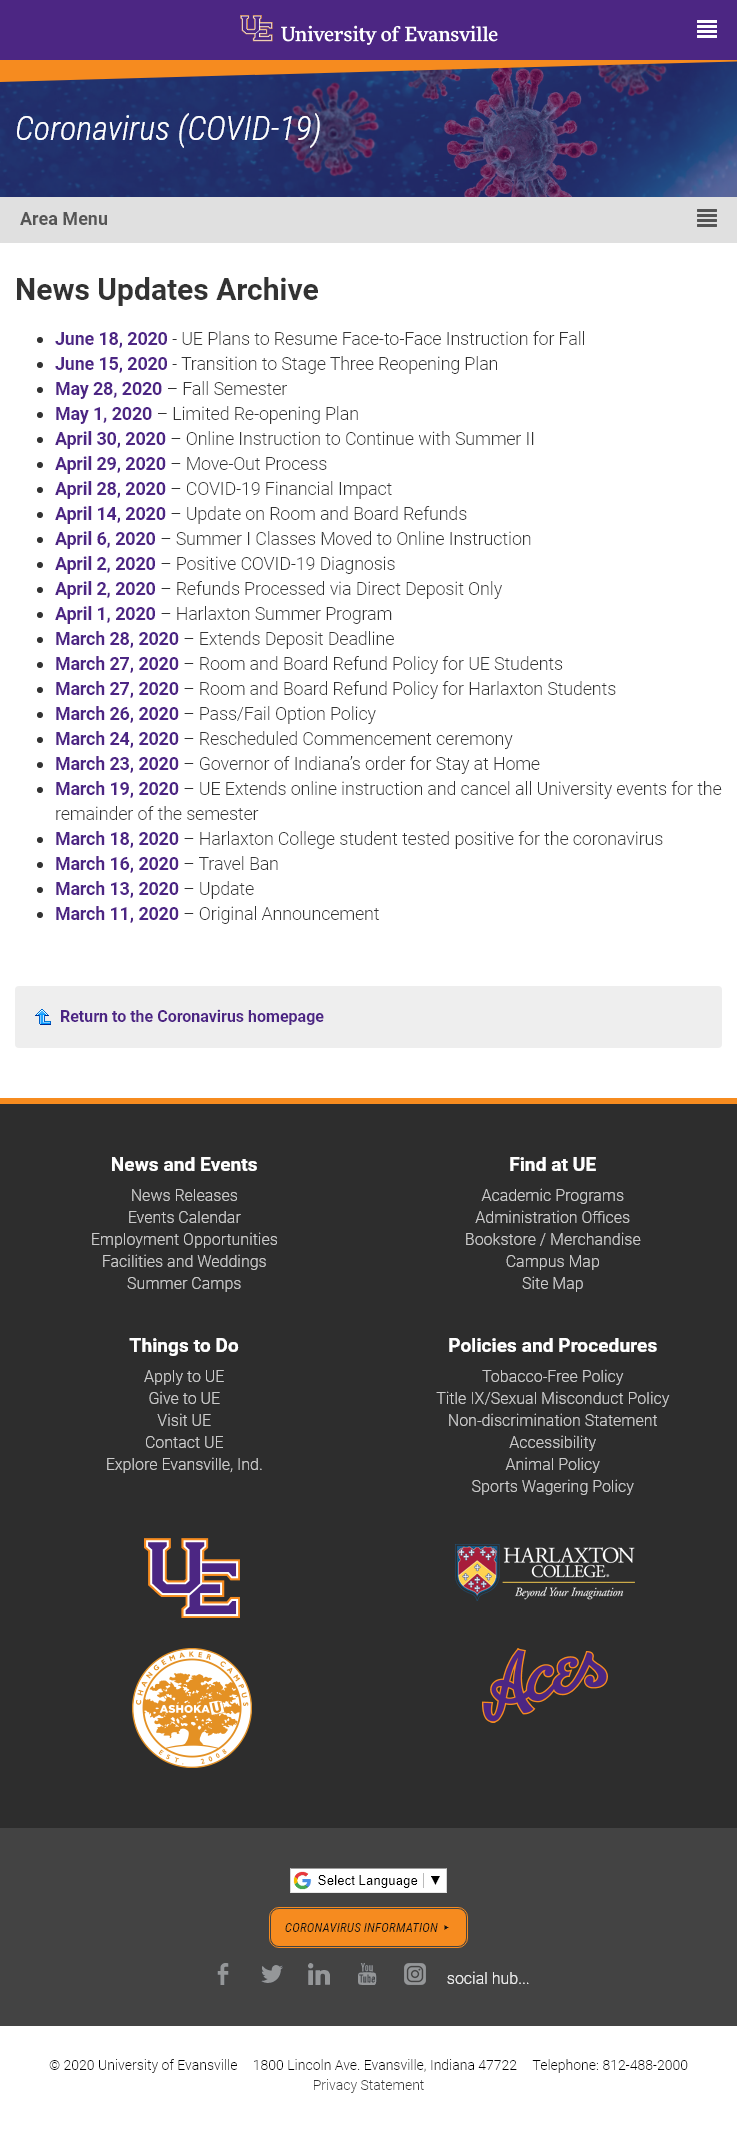 UE University of Evansville
Coronavirus (COVID-19)
Area Menu
News Updates Archive
June 18, 2020 - UE Plans to Resume Face-to-Face Instruction for Fall
June 15, 2020 - Transition to Stage Three Reopening Plan
May 28, 2020 – Fall Semester
May 1, 2020 – Limited Re-opening Plan
April 30, 2020 – Online Instruction to Continue with Summer II
April 29, 2020 – Move-Out Process
April 28, 2020 – COVID-19 Financial Impact
April 14, 2020 – Update on Room and Board Refunds
April 6, 2020 – Summer I Classes Moved to Online Instruction
April 2, 2020 – Positive COVID-19 Diagnosis
April 2, 2020 – Refunds Processed via Direct Deposit Only
April 1, 2020 – Harlaxton Summer Program
March 28, 2020 – Extends Deposit Deadline
March 27, 2020 – Room and Board Refund Policy for UE Students
March 27, 2020 – Room and Board Refund Policy for Harlaxton Students
March 26, 2020 – Pass/Fail Option Policy
March 24, 2020 – Rescheduled Commencement ceremony
March 23, 2020 – Governor of Indiana's order for Stay at Home
March 19, 2020 – UE Extends online instruction and cancel all University events for the
remainder of the semester
March 18, 2020 – Harlaxton College student tested positive for the coronavirus
March 16, 2020 – Travel Ban
March 13, 2020 – Update
March 11, 2020 – Original Announcement
Return to the Coronavirus homepage
News and Events
News Releases
Events Calendar
Employment Opportunities
Facilities and Weddings
Summer Camps
Find at UE
Academic Programs
Administration Offices
Bookstore / Merchandise
Campus Map
Site Map
Things to Do
Apply to UE
Give to UE
Visit UE
Contact UE
Explore Evansville, Ind.
Policies and Procedures
Tobacco-Free Policy
Title IX/Sexual Misconduct Policy
Non-discrimination Statement
Accessibility
Animal Policy
Sports Wagering Policy
UE
HARLAXTON
COLLEGE®
Beyond Your Imagination
CHANGEMAKER CAMPUS
ASHOKA U
EST. 2008
Aces
Select Language ▼
CORONAVIRUS INFORMATION ►
You
Tube
social hub...
© 2020 University of Evansville 1800 Lincoln Ave. Evansville, Indiana 47722 Telephone: 812-488-2000
Privacy Statement